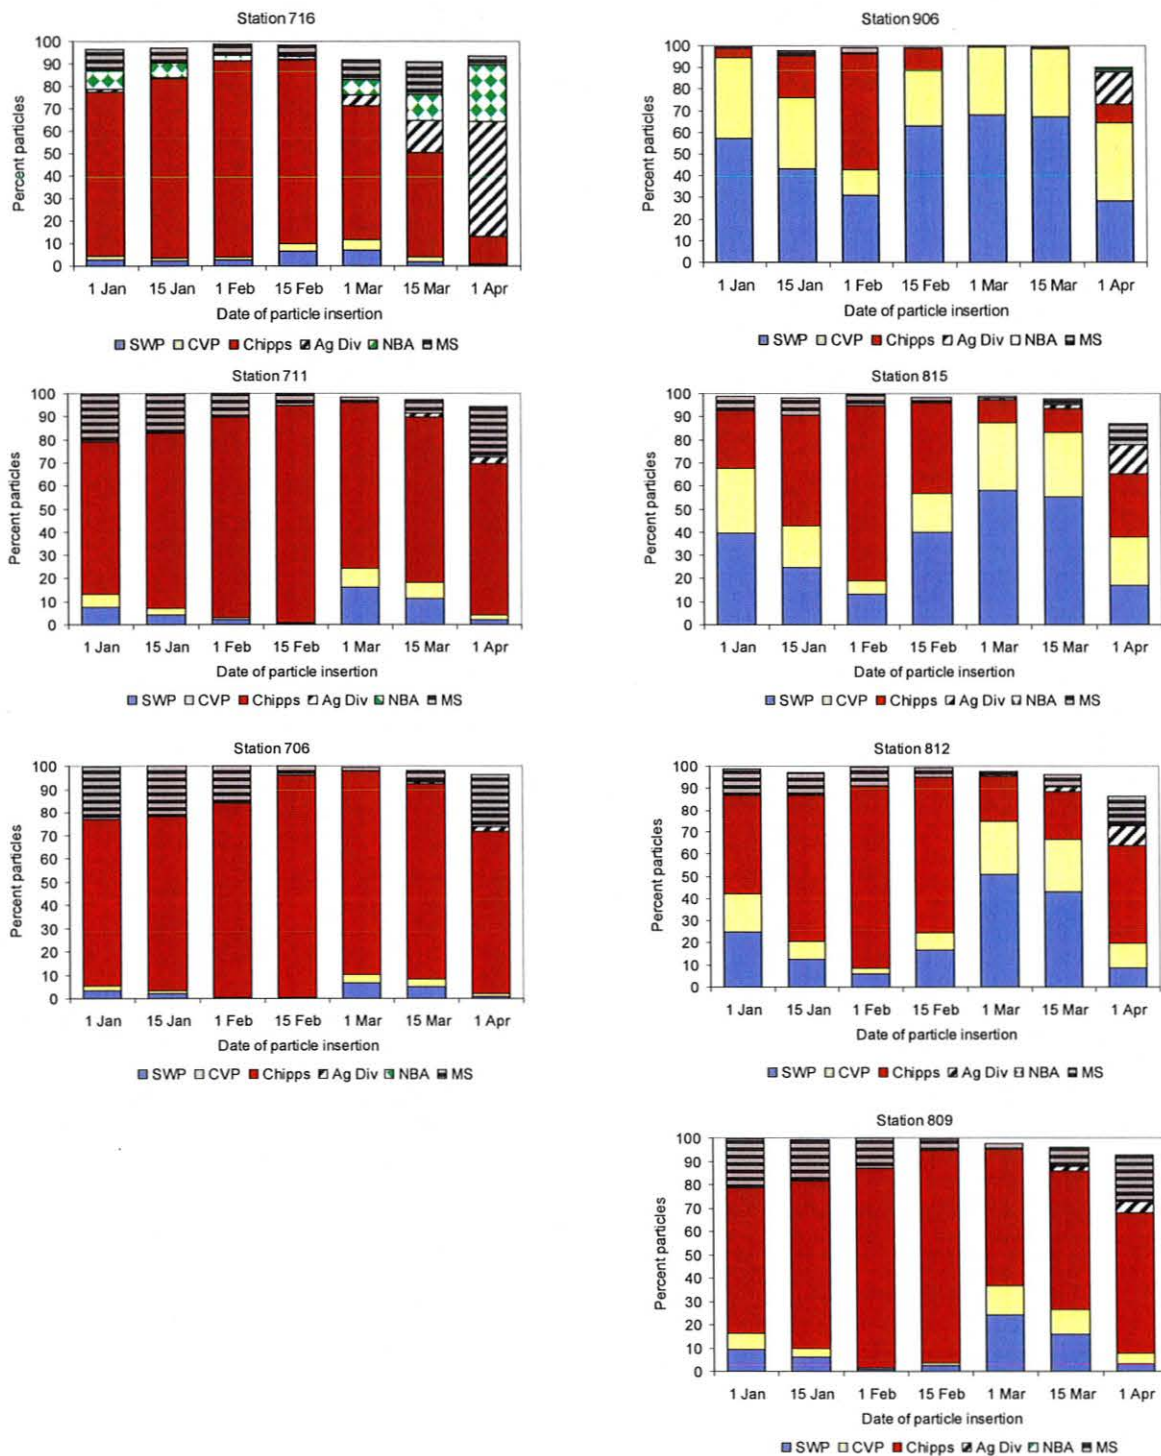 Station 716
Percent particles
100
90
80
70
60
50
40
30
20
10
0
1 Jan 15 Jan 1 Feb 15 Feb 1 Mar 15 Mar 1 Apr
Date of particle insertion
SWP CVP Chipps Ag Div NBA MS
Station 711
Percent particles
100
90
80
70
60
50
40
30
20
10
0
1 Jan 15 Jan 1 Feb 15 Feb 1 Mar 15 Mar 1 Apr
Date of particle insertion
SWP CVP Chipps Ag Div NBA MS
Station 706
Percent particles
100
90
80
70
60
50
40
30
20
10
0
1 Jan 15 Jan 1 Feb 15 Feb 1 Mar 15 Mar 1 Apr
Date of particle insertion
SWP CVP Chipps Ag Div NBA MS
Station 906
Percent particles
100
90
80
70
60
50
40
30
20
10
0
1 Jan 15 Jan 1 Feb 15 Feb 1 Mar 15 Mar 1 Apr
Date of particle insertion
SWP CVP Chipps Ag Div NBA MS
Station 815
Percent particles
100
90
80
70
60
50
40
30
20
10
0
1 Jan 15 Jan 1 Feb 15 Feb 1 Mar 15 Mar 1 Apr
Date of particle insertion
SWP CVP Chipps Ag Div NBA MS
Station 812
Percent particles
100
90
80
70
60
50
40
30
20
10
0
1 Jan 15 Jan 1 Feb 15 Feb 1 Mar 15 Mar 1 Apr
Date of particle insertion
SWP CVP Chipps Ag Div NBA MS
Station 809
Percent particles
100
90
80
70
60
50
40
30
20
10
0
1 Jan 15 Jan 1 Feb 15 Feb 1 Mar 15 Mar 1 Apr
Date of particle insertion
SWP CVP Chipps Ag Div NBA MS